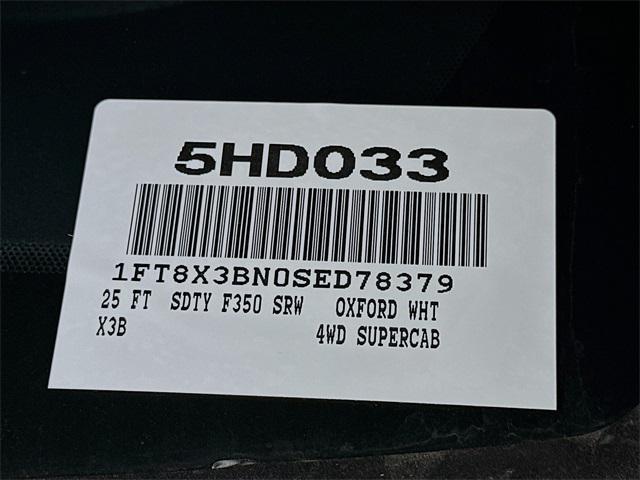 5HD033
1FT8X3BN0SED78379
25 FT SDTY F350 SRW OXFORD WHT
X3B 4WD SUPERCAB